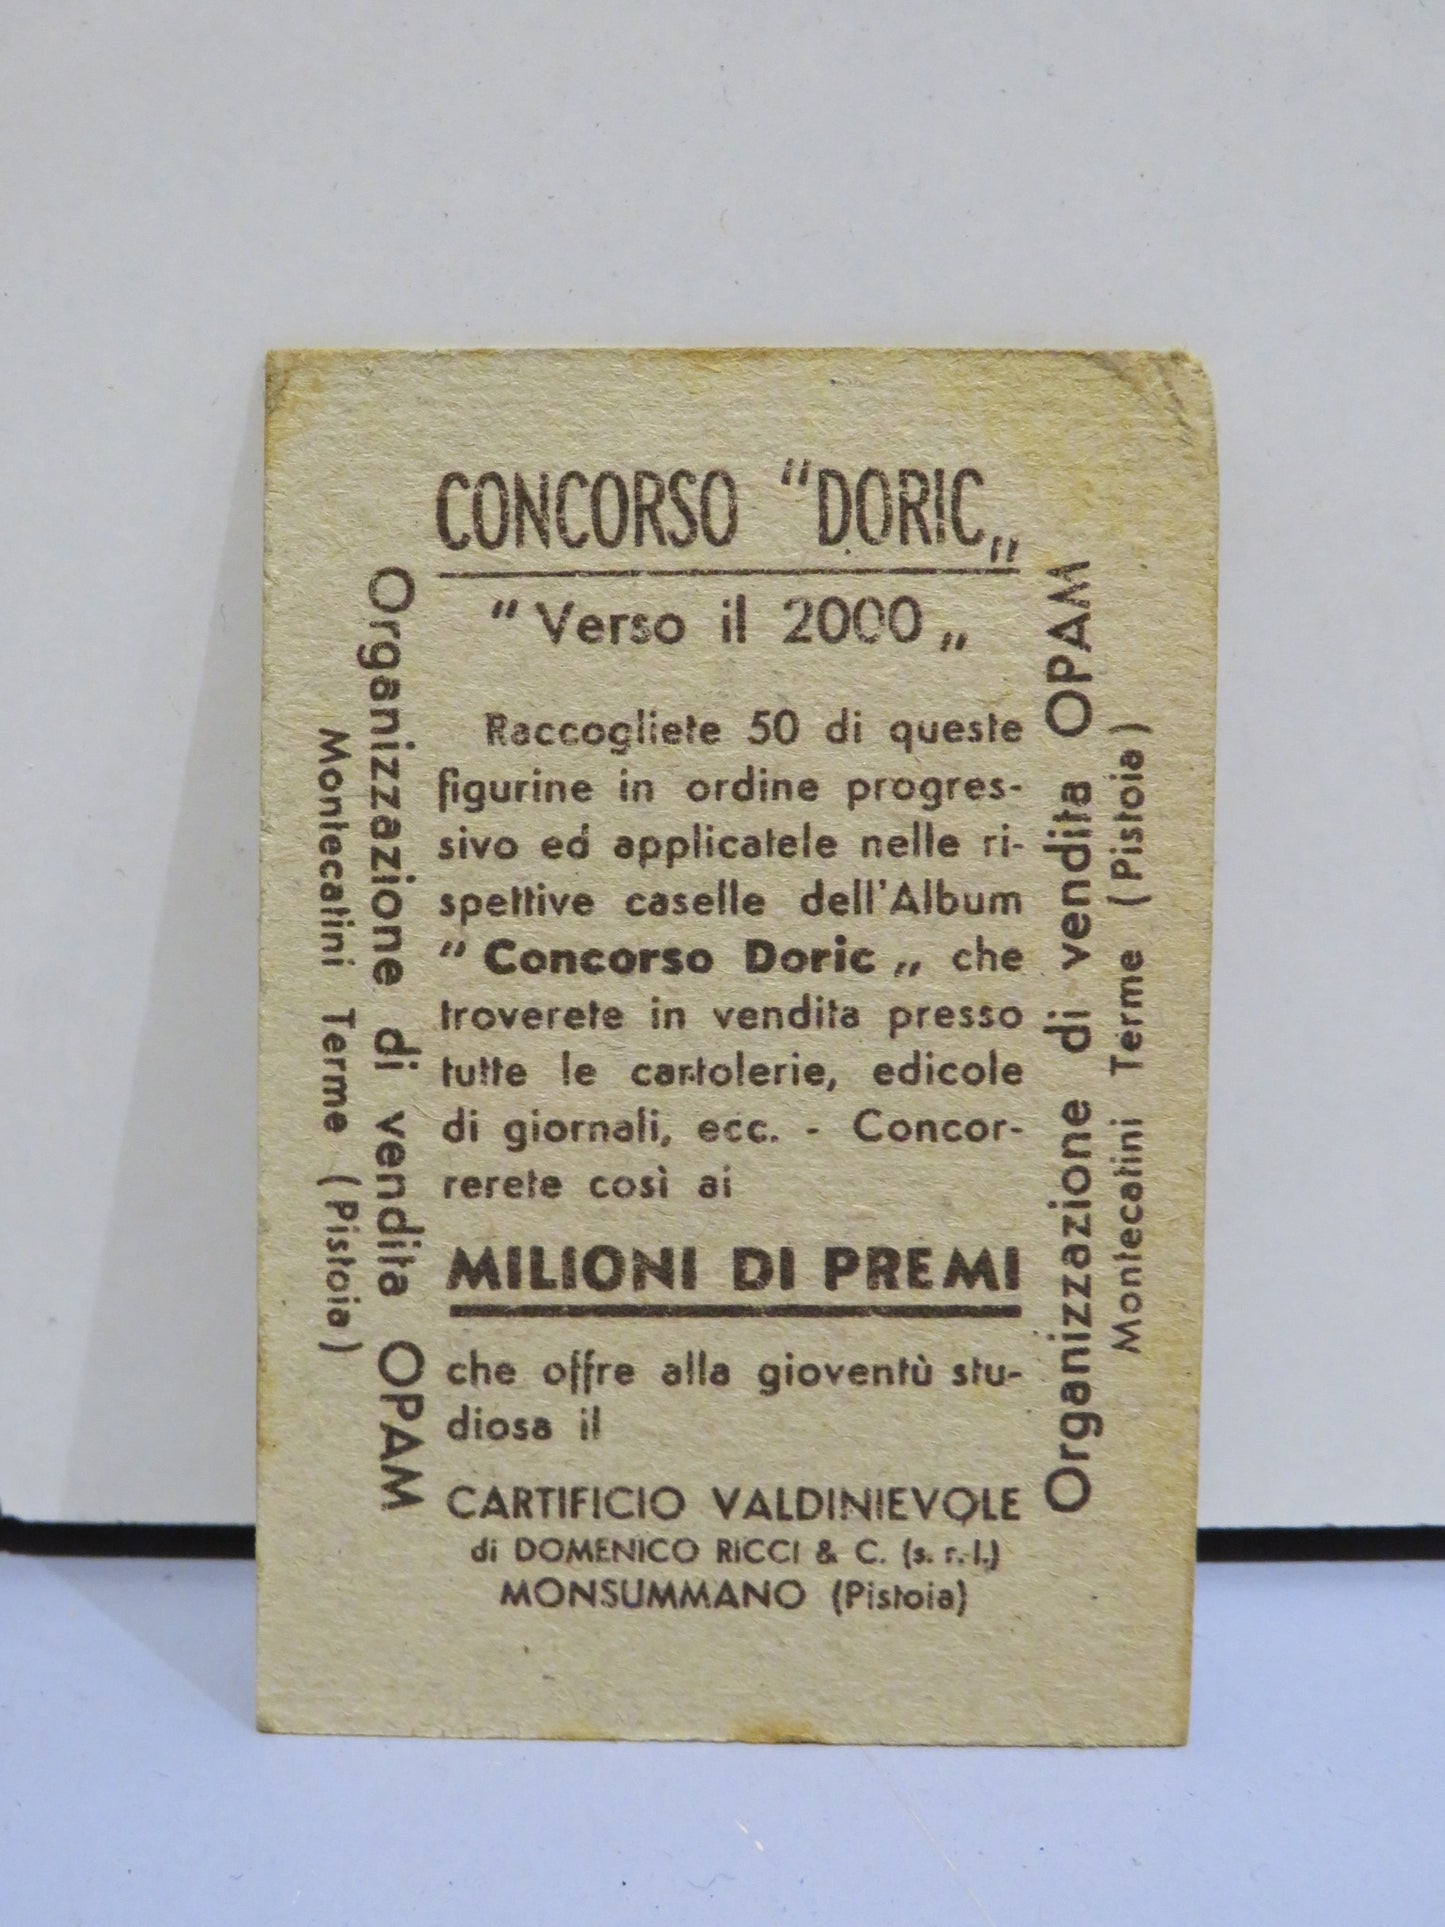 CONCORSO “DORIC„
“Verso il 2000„
Raccogliete 50 di queste
figurine in ordine progres-
sivo ed applicatele nelle ri-
spettive caselle dell'Album
“Concorso Doric„ che
troverete in vendita presso
tutte le cartolerie, edicole
di giornali, ecc. - Concor-
rerete così ai
MILIONI DI PREMI
che offre alla gioventù stu-
diosa il
CARTIFICIO VALDINIEVOLE
di DOMENICO RICCI & C. (s. r. l.)
MONSUMMANO (Pistoia)
Organizzazione di vendita OPAM
Montecatini Terme (Pistoia)
Organizzazione di vendita OPAM
Montecatini Terme (Pistoia)